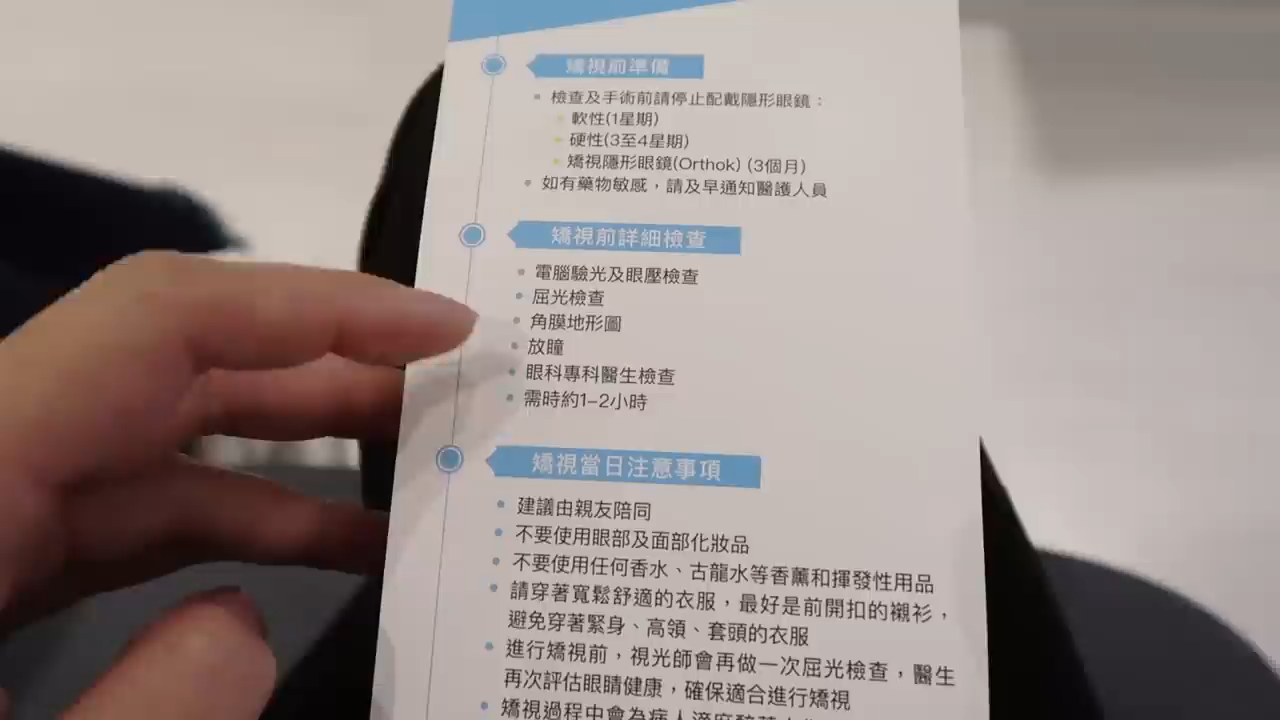 矯視前準備
檢查及手術前請停止配戴隱形眼鏡：
軟性(1星期)
硬性(3至4星期)
矯視隱形眼鏡(Orthok) (3個月)
如有藥物敏感，請及早通知醫護人員
矯視前詳細檢查
電腦驗光及眼壓檢查
屈光檢查
角膜地形圖
放瞳
眼科專科醫生檢查
需時約1-2小時
矯視當日注意事項
建議由親友陪同
不要使用眼部及面部化妝品
不要使用任何香水、古龍水等香薰和揮發性用品
請穿著寬鬆舒適的衣服，最好是前開扣的襯衫，
避免穿著緊身、高領、套頭的衣服
進行矯視前，視光師會再做一次屈光檢查，醫生
再次評估眼睛健康，確保適合進行矯視
矯視過程中會為病人滴麻醉藥